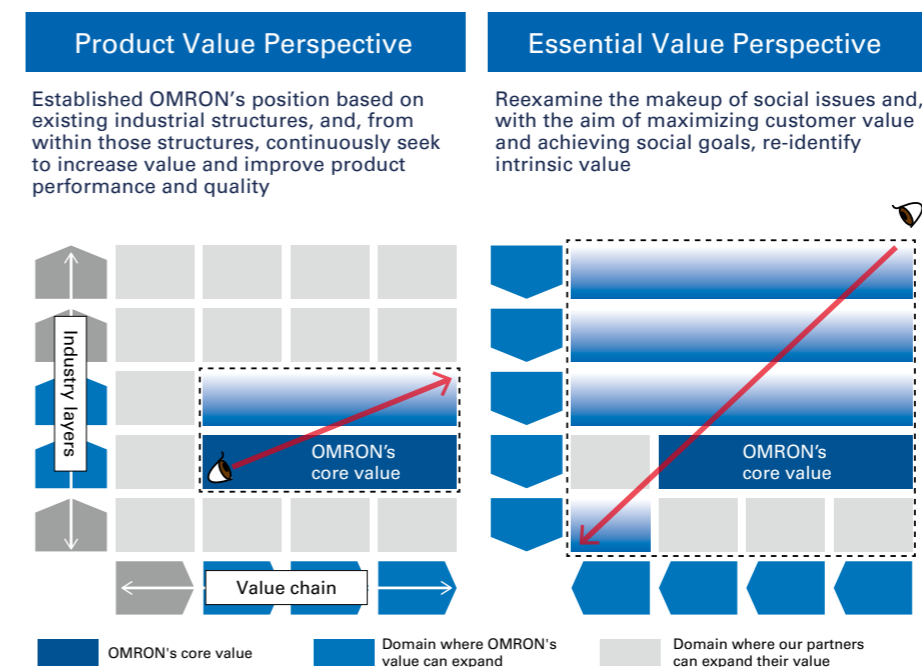 Product Value Perspective
Established OMRON's position based on
existing industrial structures, and, from
within those structures, continuously seek
to increase value and improve product
performance and quality
Industry layers
OMRON's
core value
Value chain
Essential Value Perspective
Reexamine the makeup of social issues and,
with the aim of maximizing customer value
and achieving social goals, re-identify
intrinsic value
OMRON's
core value
OMRON's core value
Domain where OMRON's
value can expand
Domain where our partners
can expand their value